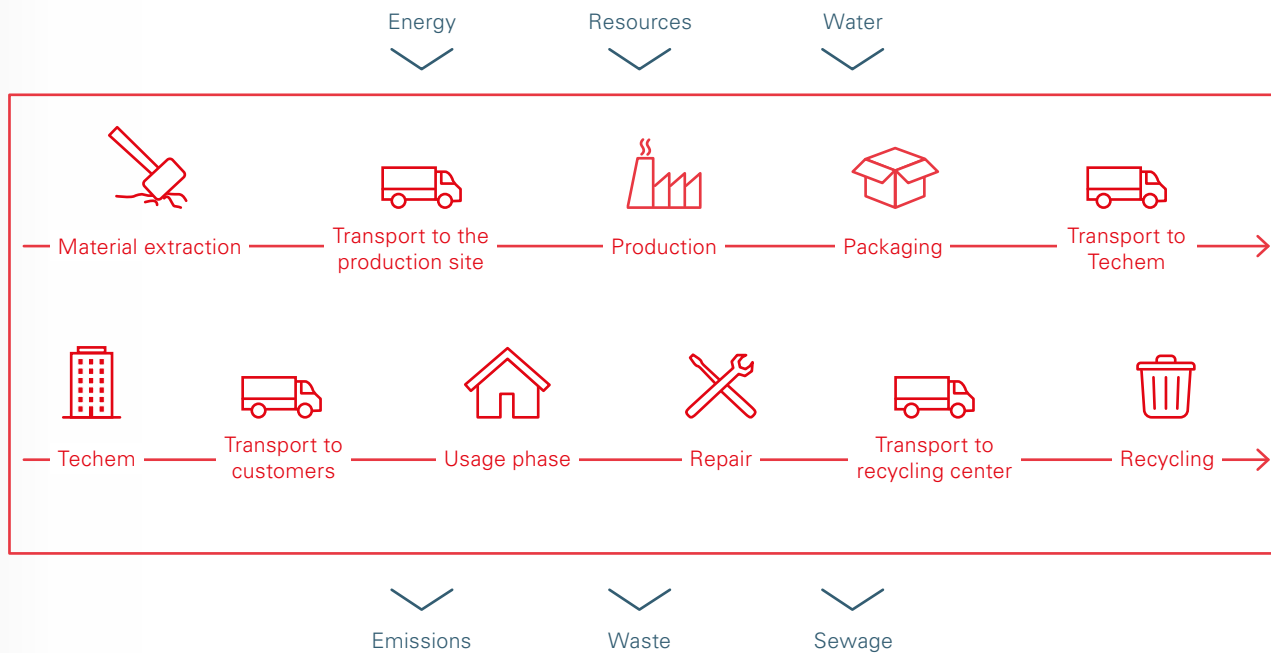 Energy
Resources
Water
Material extraction
Transport to the
production site
Production
Packaging
Transport to
Techem
Techem
Transport to
customers
Usage phase
Repair
Transport to
recycling center
Recycling
Emissions
Waste
Sewage